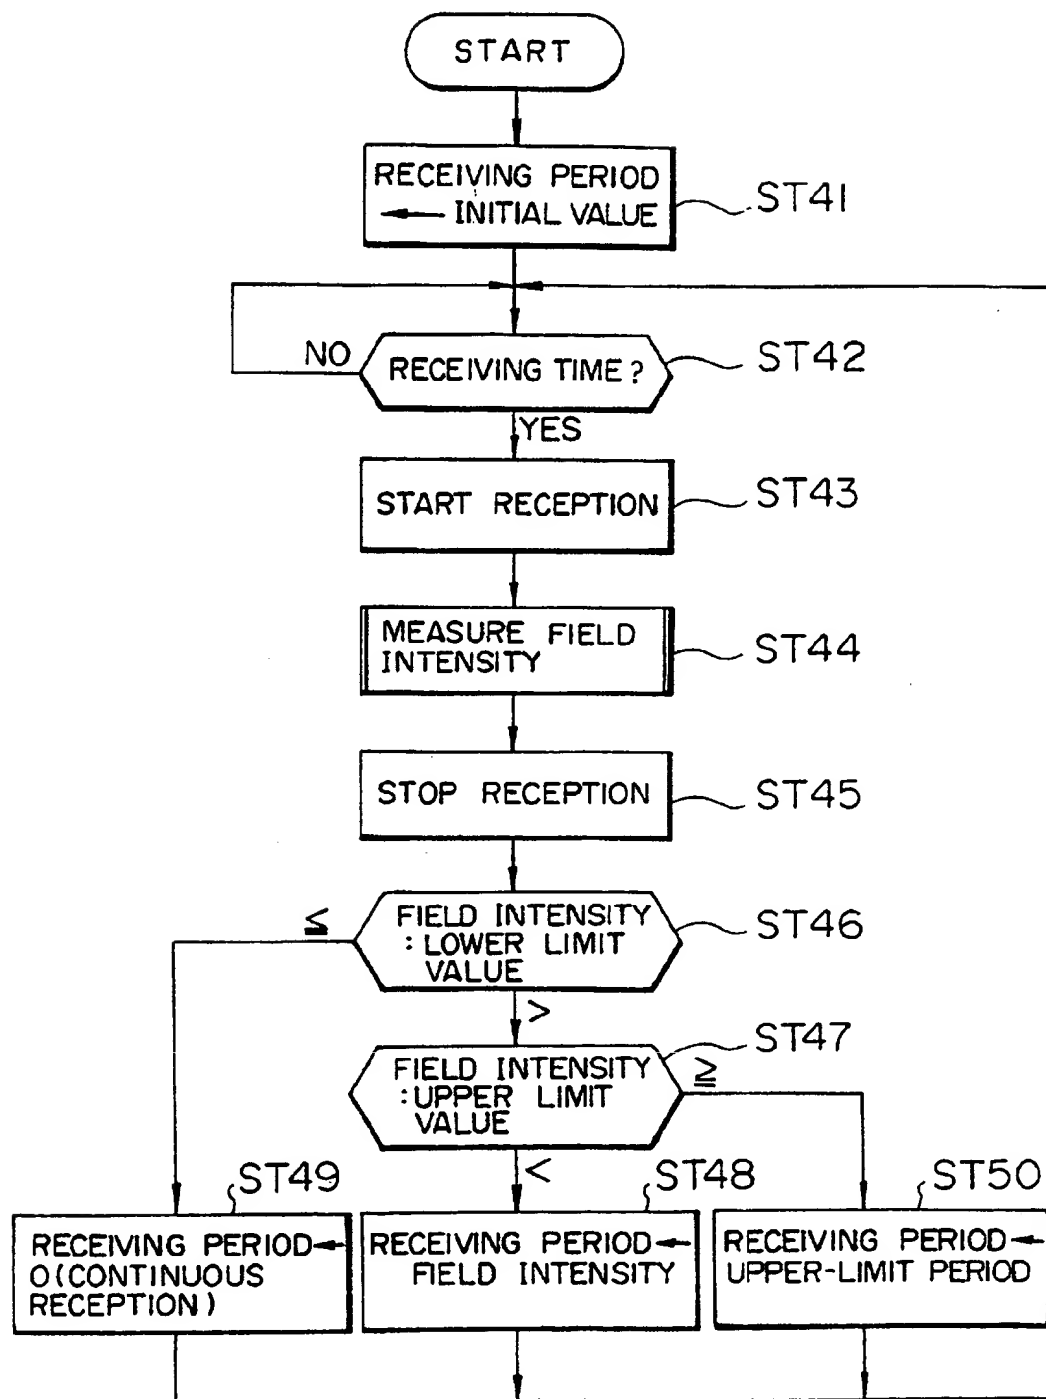 START
RECEIVING PERIOD
← INITIAL VALUE
ST41
NO
RECEIVING TIME?
ST42
YES
START RECEPTION
ST43
MEASURE FIELD
INTENSITY
ST44
STOP RECEPTION
ST45
≦
FIELD INTENSITY
:LOWER LIMIT
VALUE
ST46
>
ST47
FIELD INTENSITY
:UPPER LIMIT
VALUE
≧
<
ST49
RECEIVING PERIOD←
0(CONTINUOUS
RECEPTION)
ST48
RECEIVING PERIOD←
FIELD INTENSITY
ST50
RECEIVING PERIOD←
UPPER-LIMIT PERIOD